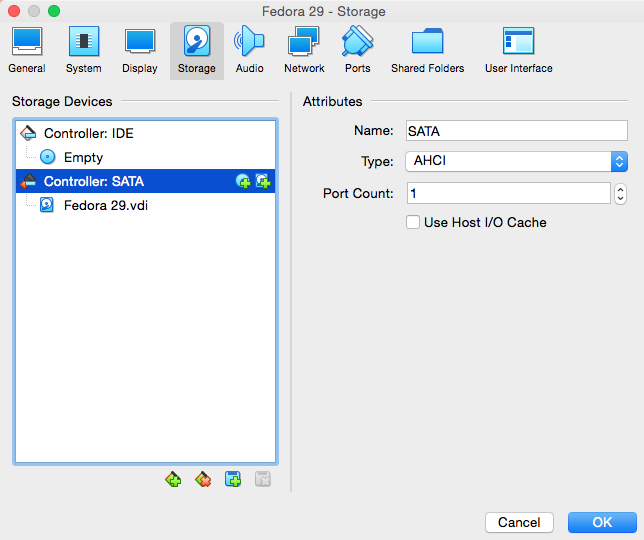 Fedora 29 - Storage
General System Display Storage Audio Network Ports Shared Folders User Interface
Storage Devices
Controller: IDE
Empty
Controller: SATA
Fedora 29.vdi
Attributes
Name: SATA
Type: AHCI
Port Count: 1
Use Host I/O Cache
Cancel OK